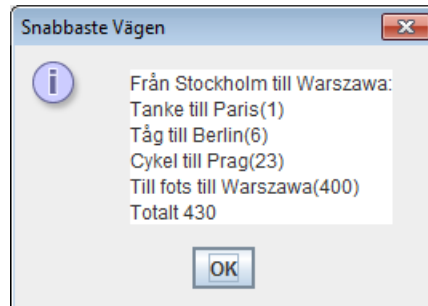 Snabbaste Vägen
Från Stockholm till Warszawa:
Tanke till Paris(1)
Tåg till Berlin(6)
Cykel till Prag(23)
Till fots till Warszawa(400)
Totalt 430
OK